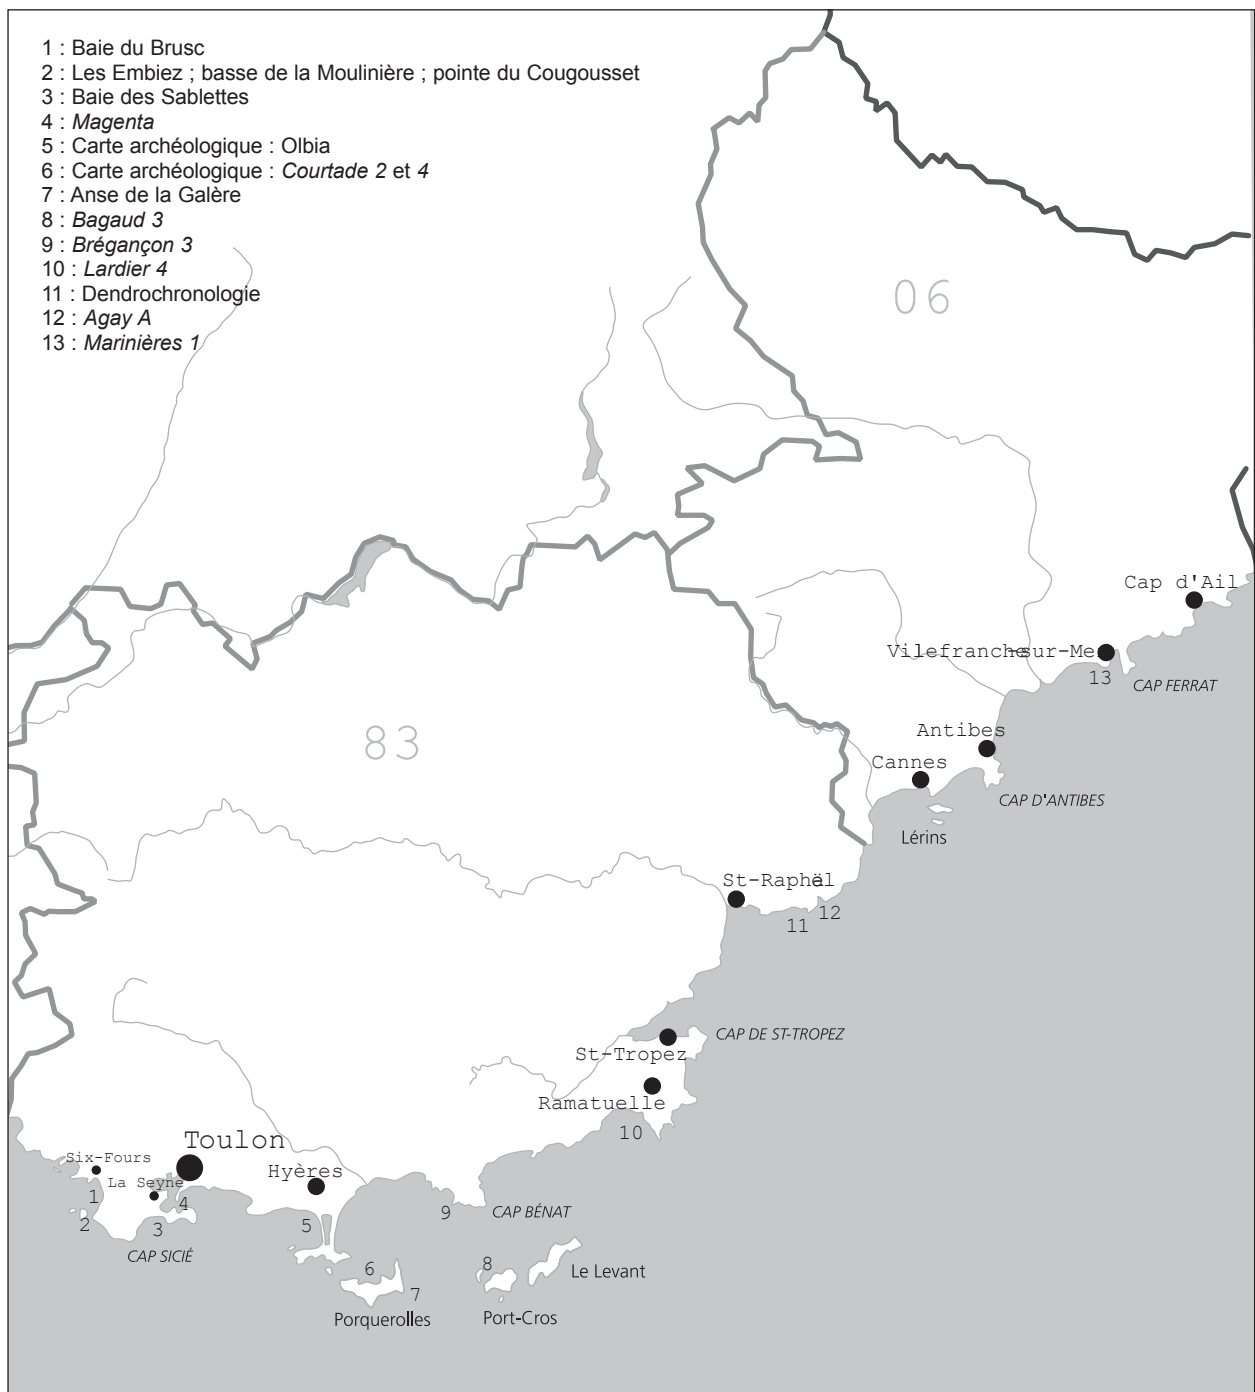 1 : Baie du Brusc
2 : Les Embiez ; basse de la Moulinière ; pointe du Cougousset
3 : Baie des Sablettes
4 : Magenta
5 : Carte archéologique : Olbia
6 : Carte archéologique : Courtade 2 et 4
7 : Anse de la Galère
8 : Bagaud 3
9 : Brégançon 3
10 : Lardier 4
11 : Dendrochronologie
12 : Agay A
13 : Marinières 1
06
Cap d'Ail
Vilefranche-sur-Mer
13
CAP FERRAT
83
Antibes
Cannes
CAP D'ANTIBES
Lérins
St-Raphaël
12
11
CAP DE ST-TROPEZ
St-Tropez
Ramatuelle
10
Toulon
Six-Fours
Hyères
La Seyne
1
4
2
3
5
9
CAP BÉNAT
CAP SICIÉ
6
8
Le Levant
7
Porquerolles
Port-Cros